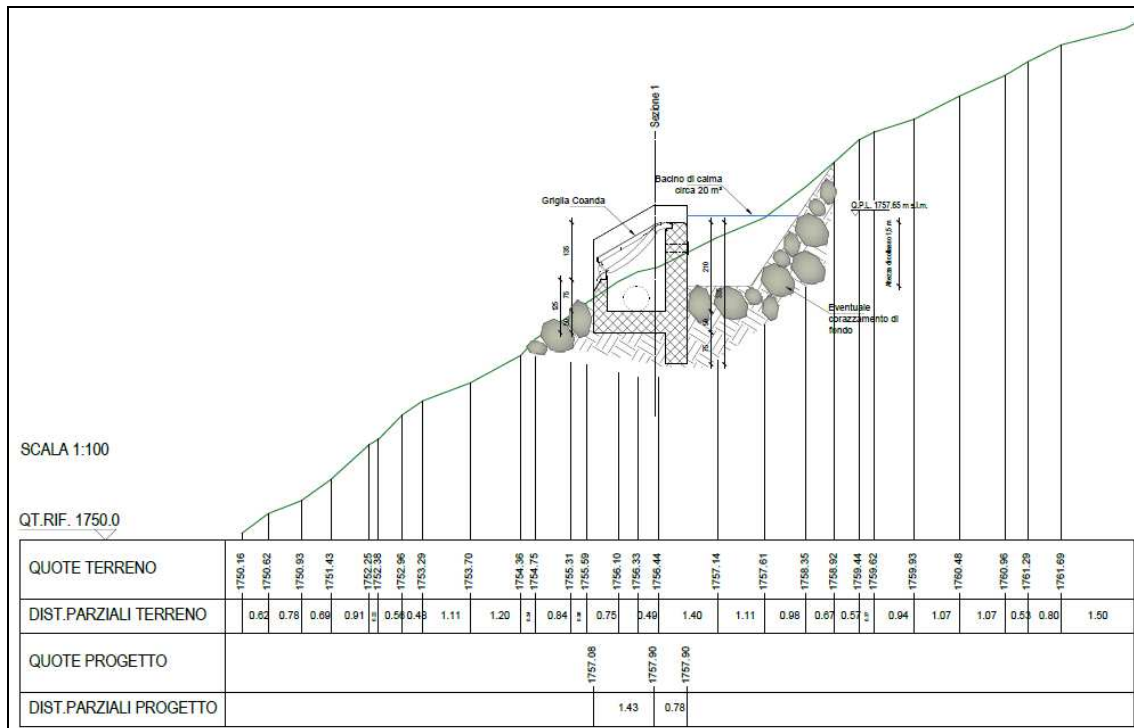 Sezione 1
Bacino di calma
circa 20 m³
Griglia Coanda
Q.P.L. 1757.65 m s.l.m.
135
75
125
50
210
335
50
75
Eventuale
corazzamento di
fondo
SCALA 1:100
QT.RIF. 1750.0
QUOTE TERRENO 1750.16 1750.62 1750.93 1751.43 1752.25 1752.38 1752.96 1753.29 1753.70 1754.36 1754.75 1755.31 1755.59 1756.10 1756.33 1756.44 1757.14 1757.61 1758.35 1758.92 1759.44 1759.62 1759.93 1760.48 1760.96 1761.29 1761.69
DIST.PARZIALI TERRENO 0.62 0.78 0.69 0.91 0.56 0.48 1.11 1.20 0.84 0.75 0.49 1.40 1.11 0.98 0.67 0.57 0.94 1.07 1.07 0.53 0.80 1.50
QUOTE PROGETTO 1757.08 1757.90 1757.90
DIST.PARZIALI PROGETTO 1.43 0.78